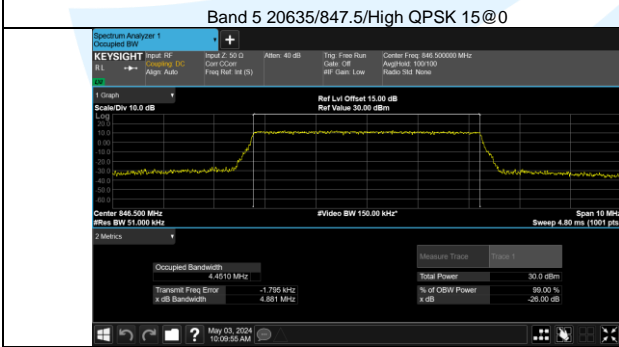 Band 5 20635/847.5/High QPSK 15@0
Spectrum Analyzer 1
Occupied BW
KEYSIGHT Input: RF Input Z: 50 Ω Atten: 40 dB Trig: Free Run Center Freq: 846.500000 MHz
RL Coupling: DC Corr CCorr Gate: Off Avg|Hold: 100/100
Align: Auto Freq Ref: Int (S) #IF Gain: Low Radio Std: None
1 Graph
Scale/Div 10.0 dB Ref Lvl Offset 15.00 dB
Ref Value 30.00 dBm
Log
20.0
10.0
0.00
-10.0
-20.0
-30.0
-40.0
-50.0
-60.0
Center 846.500 MHz #Video BW 150.00 kHz* Span 10 MHz
#Res BW 51.000 kHz Sweep 4.80 ms (1001 pts
2 Metrics
Measure Trace Trace 1
Occupied Bandwidth
4.4510 MHz Total Power 30.0 dBm
Transmit Freq Error -1.795 kHz % of OBW Power 99.00 %
x dB Bandwidth 4.881 MHz x dB -26.00 dB
May 03, 2024
10:09:55 AM